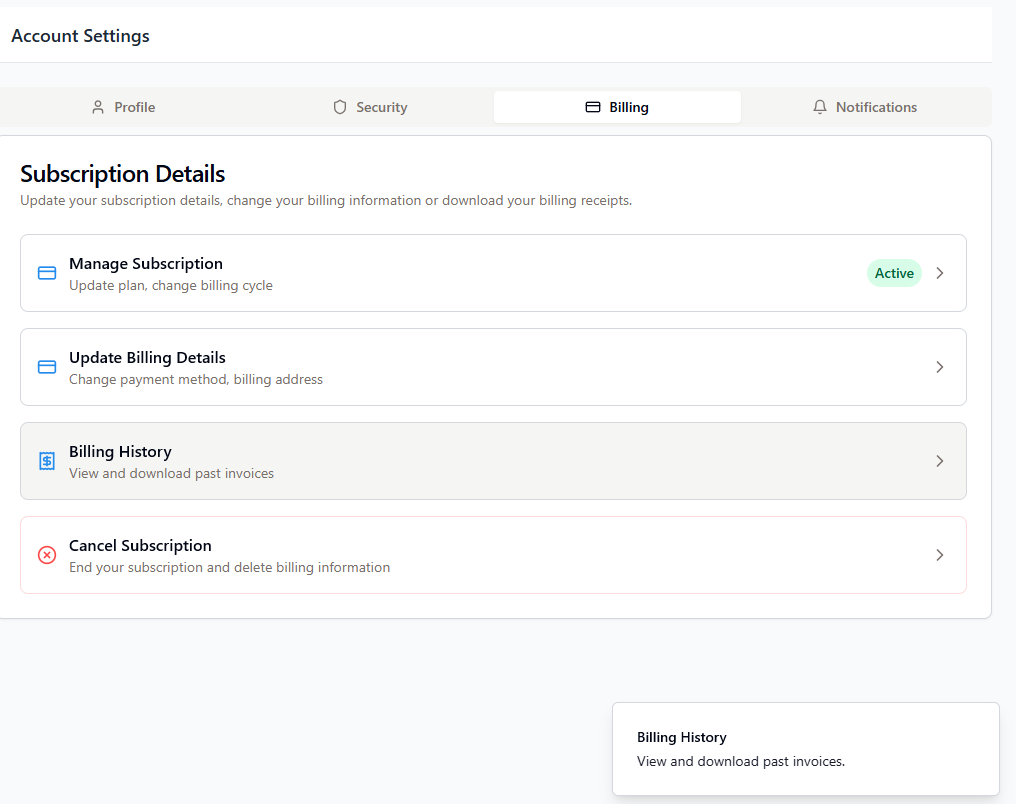 Account Settings
Profile
Security
Billing
Notifications
Subscription Details
Update your subscription details, change your billing information or download your billing receipts.
Manage Subscription
Update plan, change billing cycle
Active
Update Billing Details
Change payment method, billing address
Billing History
View and download past invoices
Cancel Subscription
End your subscription and delete billing information
Billing History
View and download past invoices.